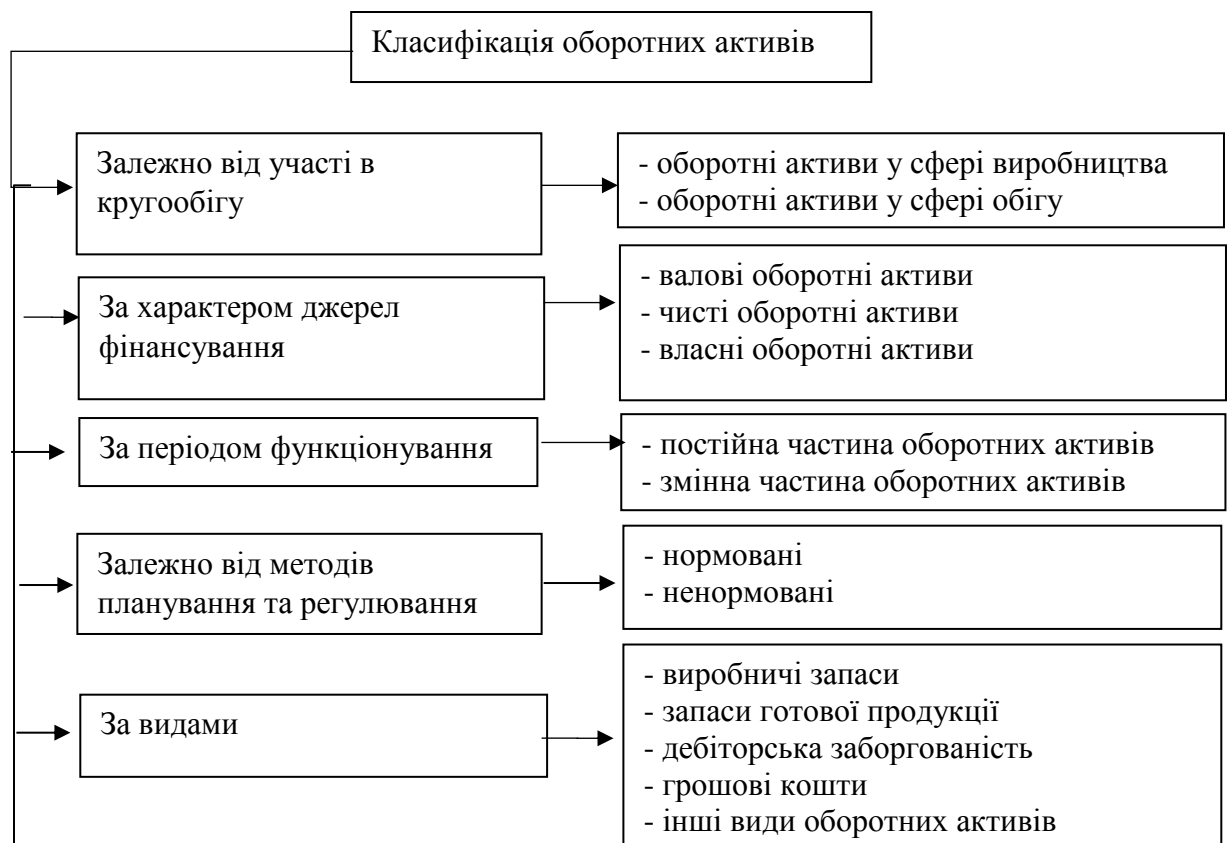 Класифікація оборотних активів
Залежно від участі в
кругообігу
- оборотні активи у сфері виробництва
- оборотні активи у сфері обігу
За характером джерел
фінансування
- валові оборотні активи
- чисті оборотні активи
- власні оборотні активи
За періодом функціонування
- постійна частина оборотних активів
- змінна частина оборотних активів
Залежно від методів
планування та регулювання
- нормовані
- ненормовані
За видами
- виробничі запаси
- запаси готової продукції
- дебіторська заборгованість
- грошові кошти
- інші види оборотних активів